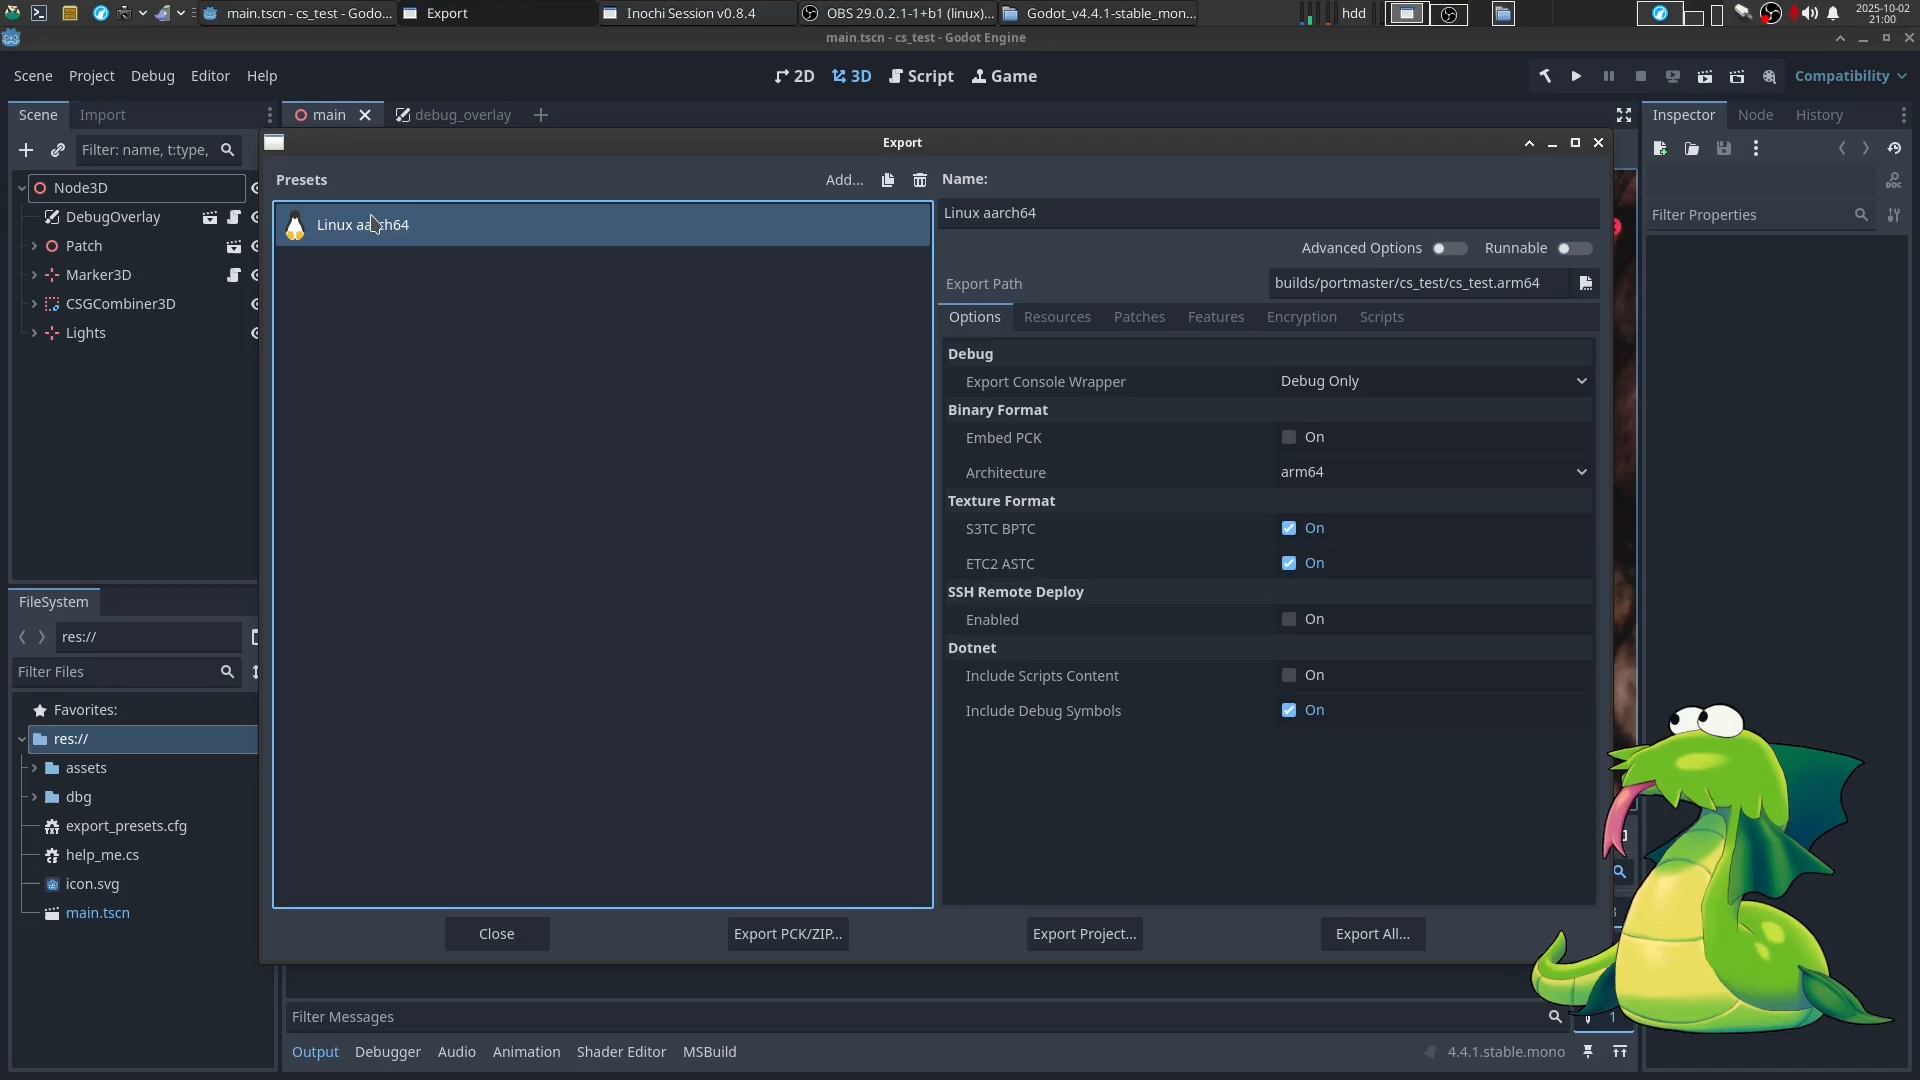 main.tscn - cs_test - Godo...
Export
Inochi Session v0.8.4
OBS 29.0.2.1-1+b1 (linux)...
Godot_v4.4.1-stable_mon...
hdd
2025-10-02
21:00
main.tscn - cs_test - Godot Engine
Scene Project Debug Editor Help
2D 3D Script Game
Compatibility
Scene Import
main debug_overlay
Inspector Node History
Filter: name, t:type,
Export
Presets
Add...
Name:
Node3D
DebugOverlay
Patch
Marker3D
CSGCombiner3D
Lights
Linux aarch64
Linux aarch64
Filter Properties
Advanced Options
Runnable
Export Path
builds/portmaster/cs_test/cs_test.arm64
Options Resources Patches Features Encryption Scripts
Debug
Export Console Wrapper Debug Only
Binary Format
Embed PCK On
Architecture arm64
Texture Format
S3TC BPTC On
ETC2 ASTC On
SSH Remote Deploy
Enabled On
Dotnet
Include Scripts Content On
Include Debug Symbols On
FileSystem
res://
Filter Files
Favorites:
res://
assets
dbg
export_presets.cfg
help_me.cs
icon.svg
main.tscn
Close
Export PCK/ZIP...
Export Project...
Export All...
Filter Messages
1
Output Debugger Audio Animation Shader Editor MSBuild
4.4.1.stable.mono